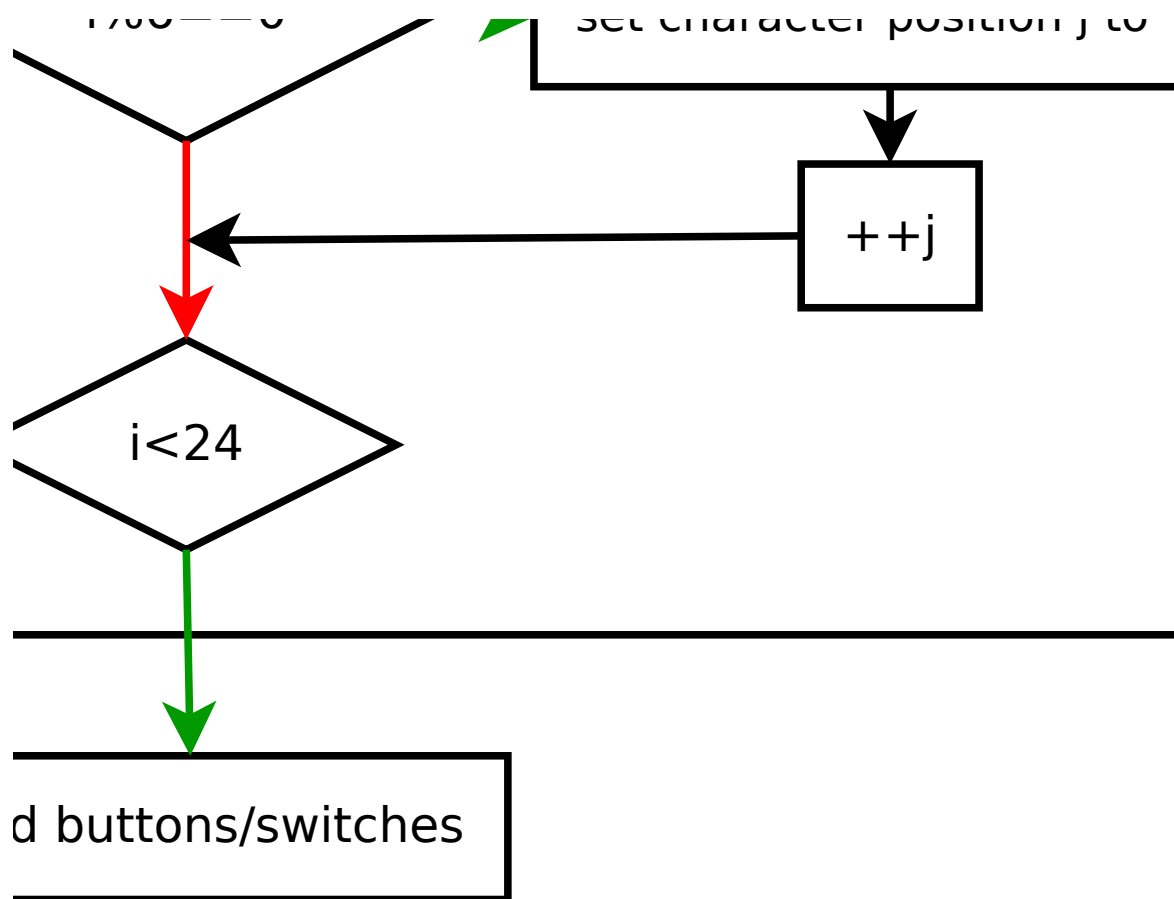 set character position j to
++j
i<24
d buttons/switches